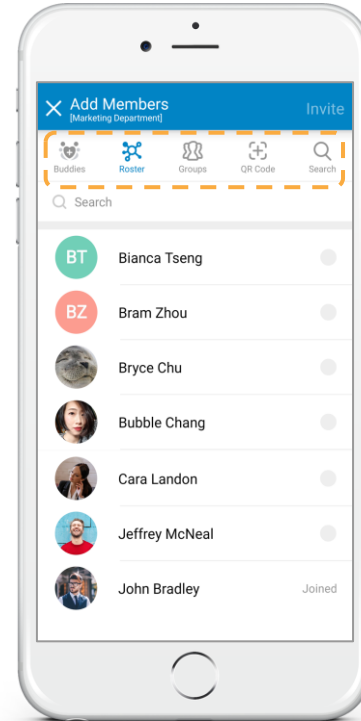 Add Members
[Marketing Department]
Invite
Buddies Roster Groups QR Code Search
Search
BT Bianca Tseng
BZ Bram Zhou
Bryce Chu
Bubble Chang
Cara Landon
Jeffrey McNeal
John Bradley Joined